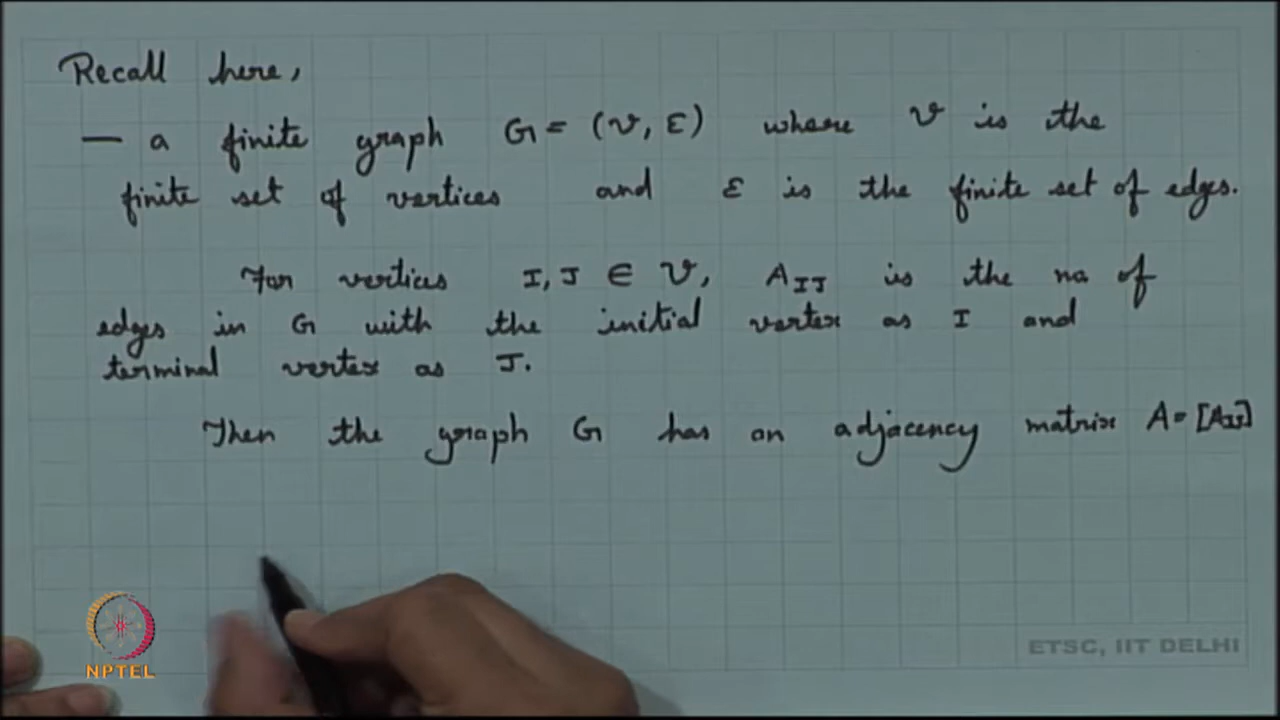 Recall here,
— a finite graph G = (V, ℰ) where V is the
finite set of vertices and ℰ is the finite set of edges.
For vertices I, J ∈ V, A_IJ is the no of
edges in G with the initial vertex as I and
terminal vertex as J.
Then the graph G has an adjacency matrix A = [A_IJ]
NPTEL
ETSC, IIT DELHI